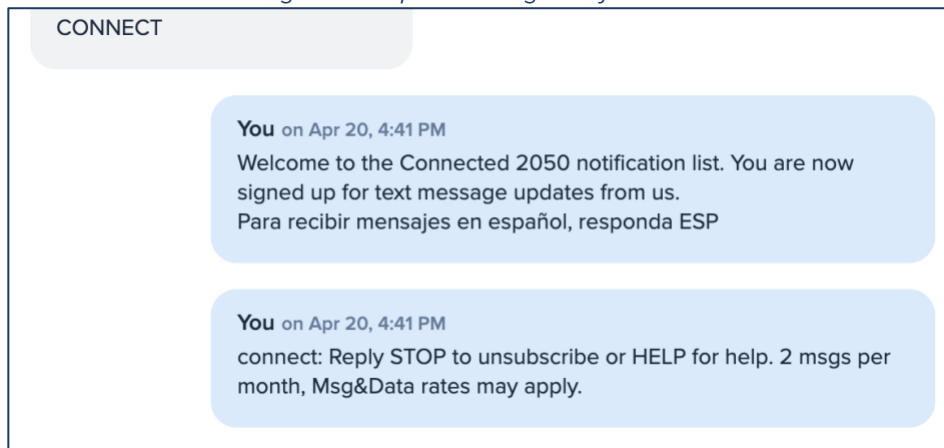 CONNECT
You on Apr 20, 4:41 PM
Welcome to the Connected 2050 notification list. You are now
signed up for text message updates from us.
Para recibir mensajes en español, responda ESP
You on Apr 20, 4:41 PM
connect: Reply STOP to unsubscribe or HELP for help. 2 msgs per
month, Msg&Data rates may apply.